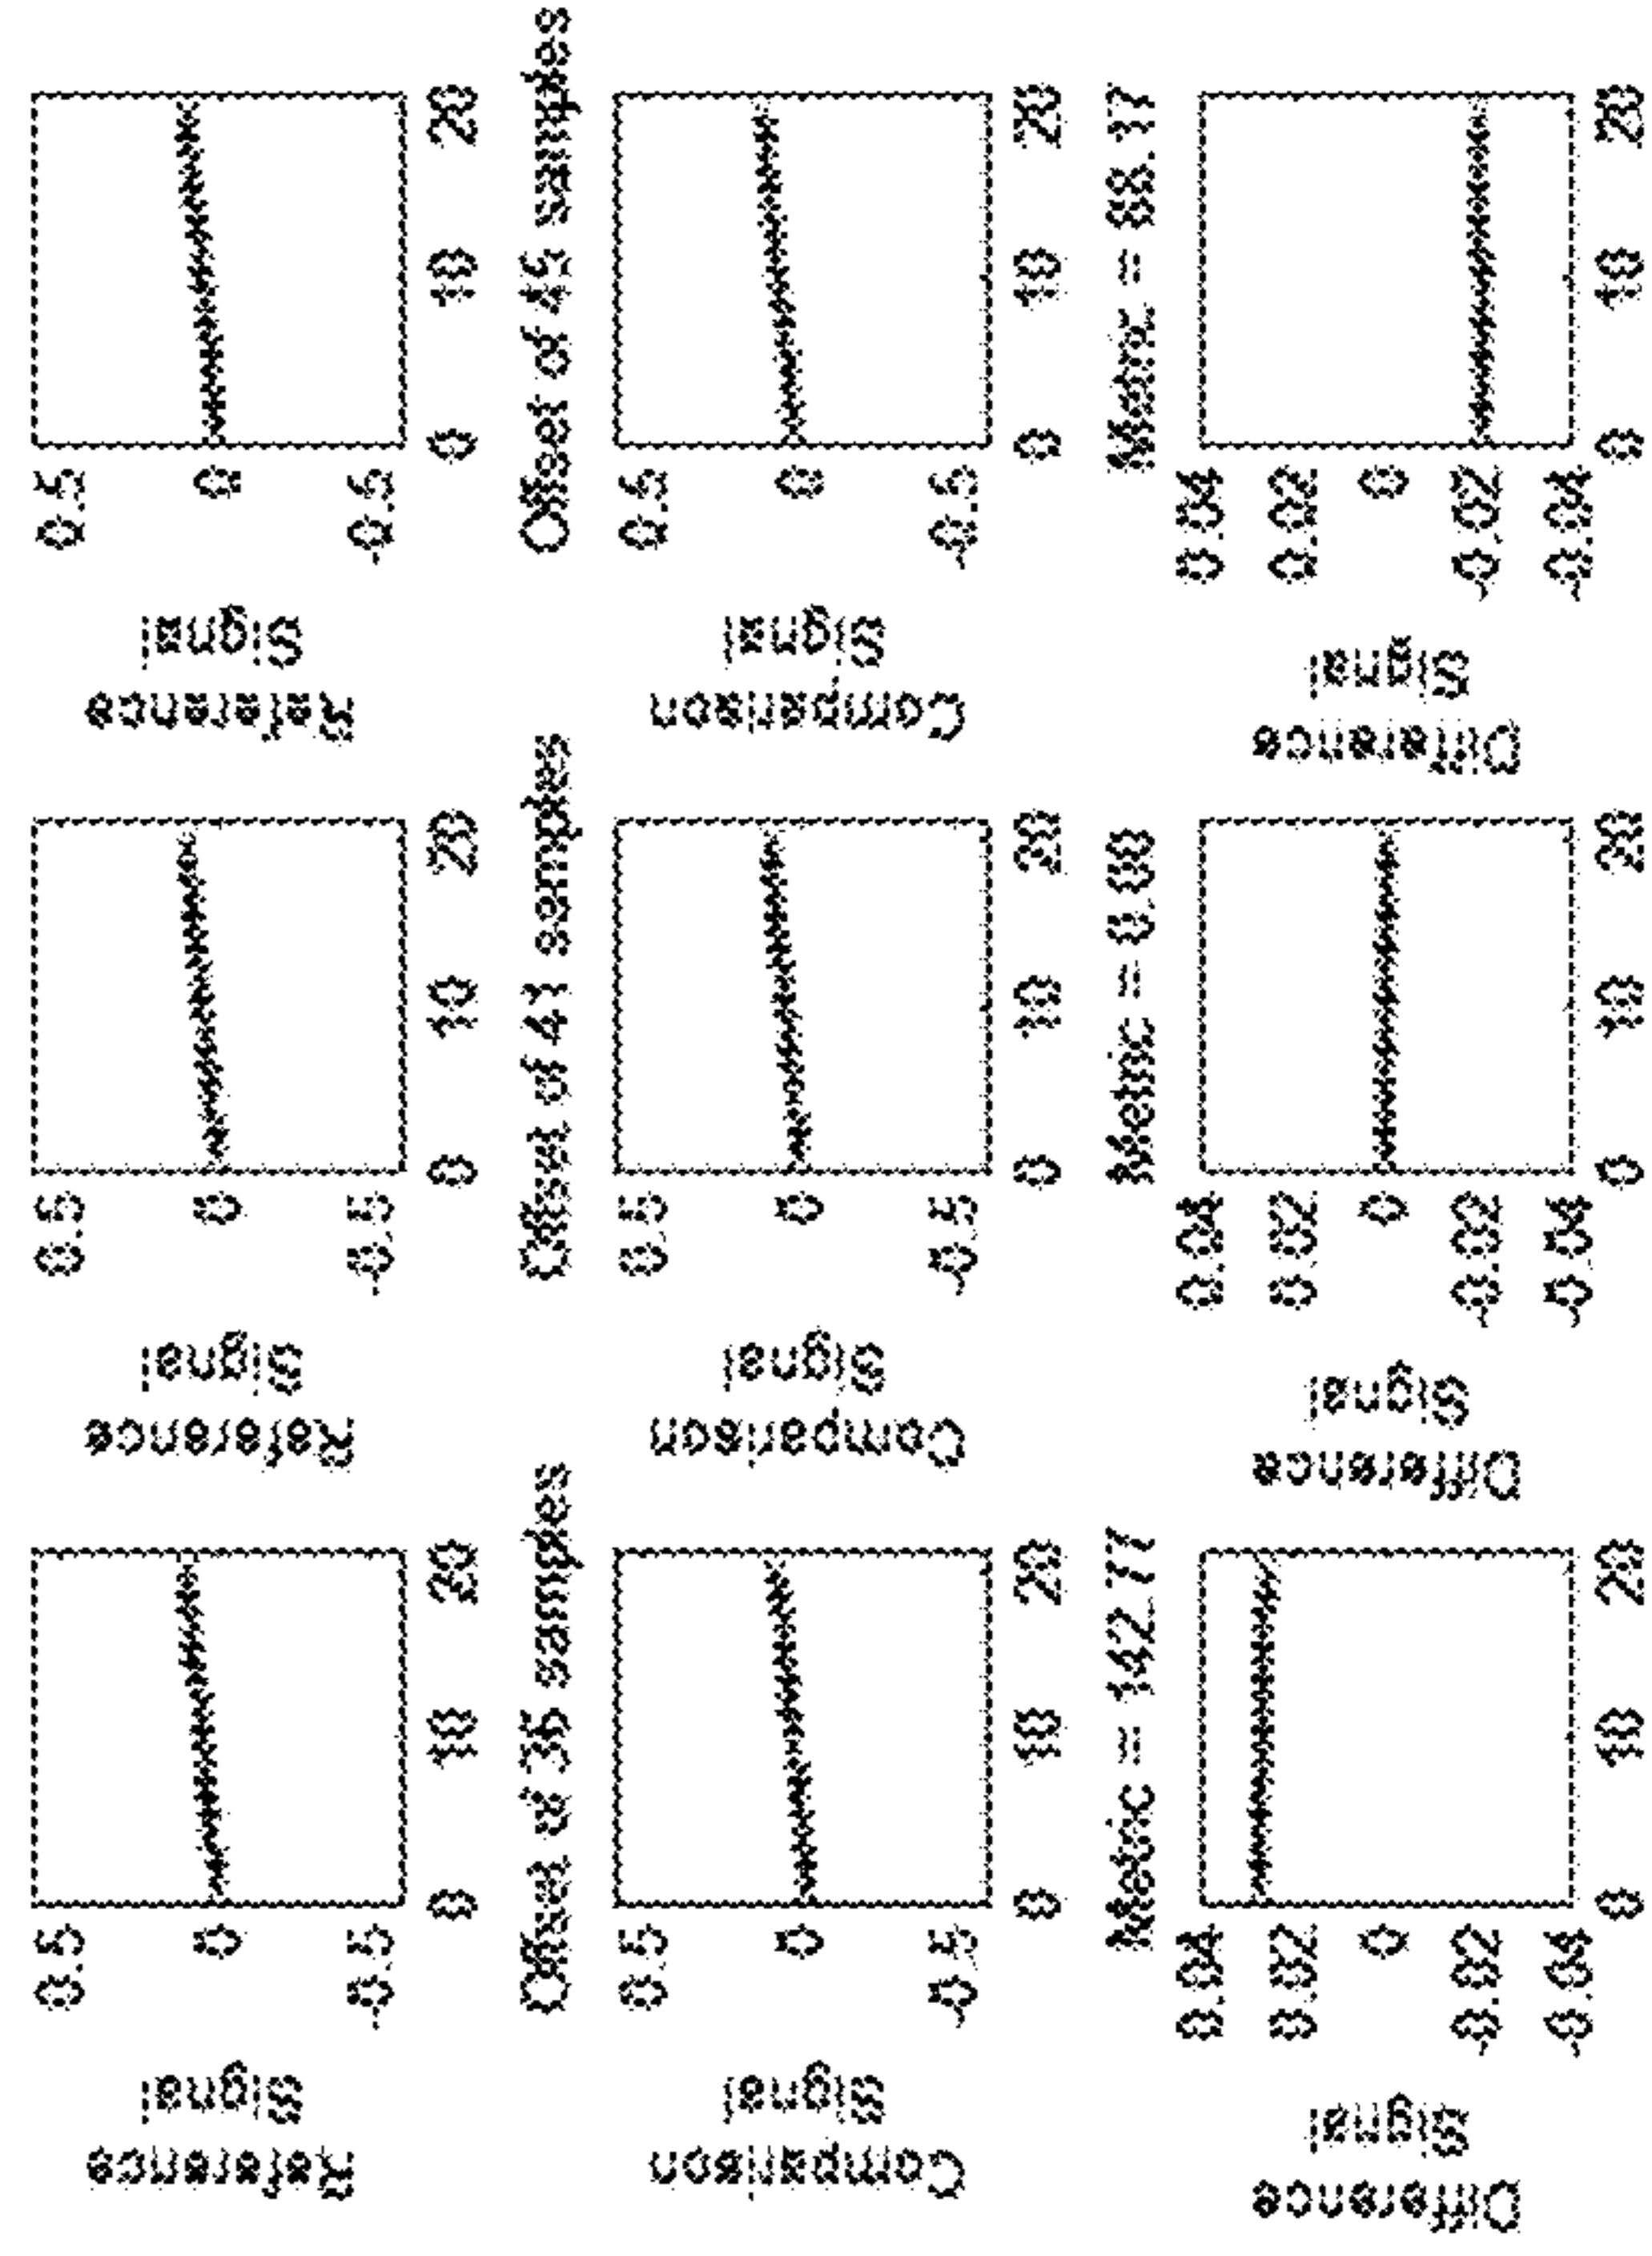 Reference
Signal
0.5
0
-0.5
0
10
20
Reference
Signal
0.5
0
-0.5
0
10
20
Reference
Signal
0.5
0
-0.5
0
10
20
Offset of 36 samples
Comparison
Signal
0.5
0
-0.5
0
10
20
Offset of 41 samples
Comparison
Signal
0.5
0
-0.5
0
10
20
Offset of 45 samples
Comparison
Signal
0.5
0
-0.5
0
10
20
Metric = 142.77
Difference
Signal
0.04
0.02
0
-0.02
-0.04
0
10
20
Metric = 0.00
Difference
Signal
0.04
0.02
0
-0.02
-0.04
0
10
20
Metric = 88.17
Difference
Signal
0.04
0.02
0
-0.02
-0.04
0
10
20